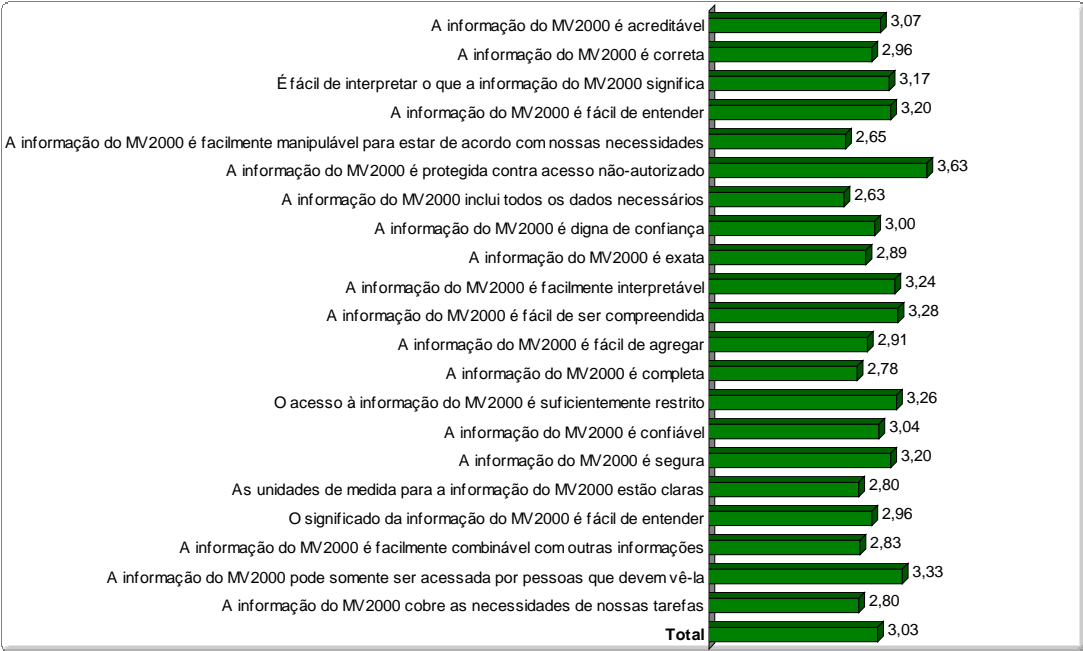 A informação do MV2000 é acreditável 3,07
A informação do MV2000 é correta 2,96
É fácil de interpretar o que a informação do MV2000 significa 3,17
A informação do MV2000 é fácil de entender 3,20
A informação do MV2000 é facilmente manipulável para estar de acordo com nossas necessidades 2,65
A informação do MV2000 é protegida contra acesso não-autorizado 3,63
A informação do MV2000 inclui todos os dados necessários 2,63
A informação do MV2000 é digna de confiança 3,00
A informação do MV2000 é exata 2,89
A informação do MV2000 é facilmente interpretável 3,24
A informação do MV2000 é fácil de ser compreendida 3,28
A informação do MV2000 é fácil de agregar 2,91
A informação do MV2000 é completa 2,78
O acesso à informação do MV2000 é suficientemente restrito 3,26
A informação do MV2000 é confiável 3,04
A informação do MV2000 é segura 3,20
As unidades de medida para a informação do MV2000 estão claras 2,80
O significado da informação do MV2000 é fácil de entender 2,96
A informação do MV2000 é facilmente combinável com outras informações 2,83
A informação do MV2000 pode somente ser acessada por pessoas que devem vê-la 3,33
A informação do MV2000 cobre as necessidades de nossas tarefas 2,80
Total 3,03